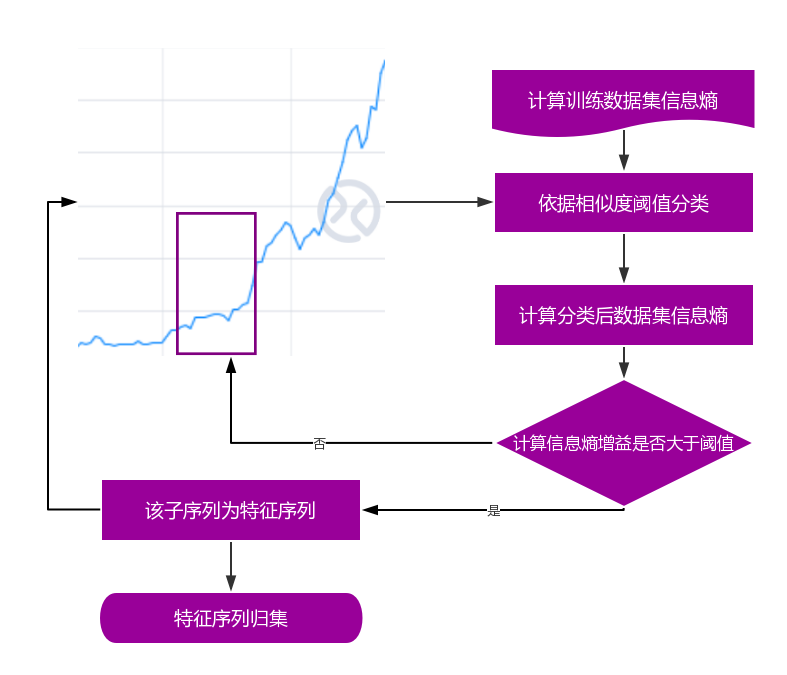 计算训练数据集信息熵
依据相似度阈值分类
计算分类后数据集信息熵
计算信息熵增益是否大于阈值
否
是
该子序列为特征序列
特征序列归集